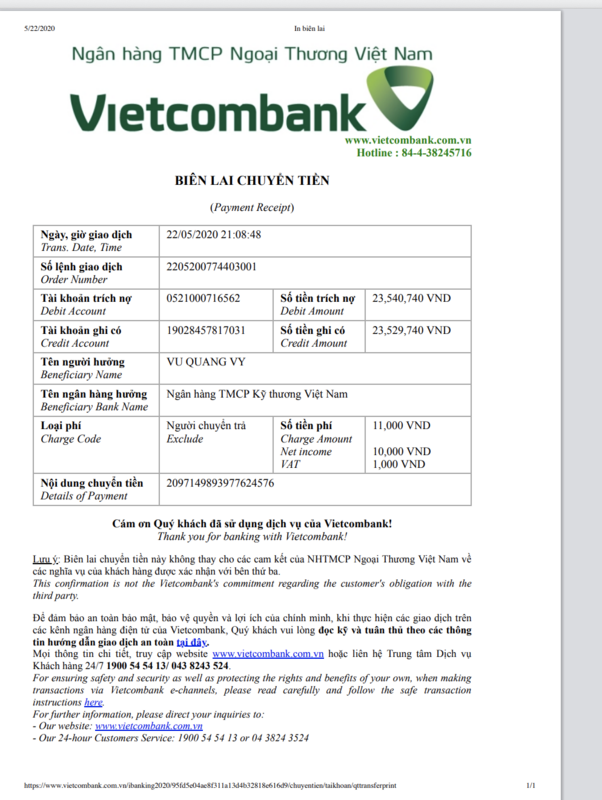 5/22/2020 In biên lai
Ngân hàng TMCP Ngoại Thương Việt Nam
Vietcombank
www.vietcombank.com.vn
Hotline : 84-4-38245716
BIÊN LAI CHUYỂN TIỀN
(Payment Receipt)
Ngày, giờ giao dịch 22/05/2020 21:08:48
Trans. Date, Time
Số lệnh giao dịch 2205200774403001
Order Number
Tài khoản trích nợ 0521000716562 Số tiền trích nợ 23,540,740 VND
Debit Account Debit Amount
Tài khoản ghi có 19028457817031 Số tiền ghi có 23,529,740 VND
Credit Account Credit Amount
Tên người hưởng VU QUANG VY
Beneficiary Name
Tên ngân hàng hưởng Ngân hàng TMCP Kỹ thương Việt Nam
Beneficiary Bank Name
Loại phí Người chuyển trả Số tiền phí 11,000 VND
Charge Code Exclude Charge Amount
Net income 10,000 VND
VAT 1,000 VND
Nội dung chuyển tiền 2097149893977624576
Details of Payment
Cám ơn Quý khách đã sử dụng dịch vụ của Vietcombank!
Thank you for banking with Vietcombank!
Lưu ý: Biên lai chuyển tiền này không thay cho các cam kết của NHTMCP Ngoại Thương Việt Nam về
các nghĩa vụ của khách hàng được xác nhận với bên thứ ba.
This confirmation is not the Vietcombank's commitment regarding the customer's obligation with the
third party.
Để đảm bảo an toàn bảo mật, bảo vệ quyền và lợi ích của chính mình, khi thực hiện các giao dịch trên
các kênh ngân hàng điện tử của Vietcombank, Quý khách vui lòng đọc kỹ và tuân thủ theo các thông
tin hướng dẫn giao dịch an toàn tại đây.
Mọi thông tin chi tiết, truy cập website www.vietcombank.com.vn hoặc liên hệ Trung tâm Dịch vụ
Khách hàng 24/7 1900 54 54 13/ 043 8243 524.
For ensuring safety and security as well as protecting the rights and benefits of your own, when making
transactions via Vietcombank e-channels, please read carefully and follow the safe transaction
instructions here.
For further information, please direct your inquiries to:
- Our website: www.vietcombank.com.vn
- Our 24-hour Customers Service: 1900 54 54 13 or 04 3824 3524
https://www.vietcombank.com.vn/ibanking2020/95fd5e04ae8f311a13d4b32818e616d9/chuyentien/taikhoan/qttransferprint 1/1